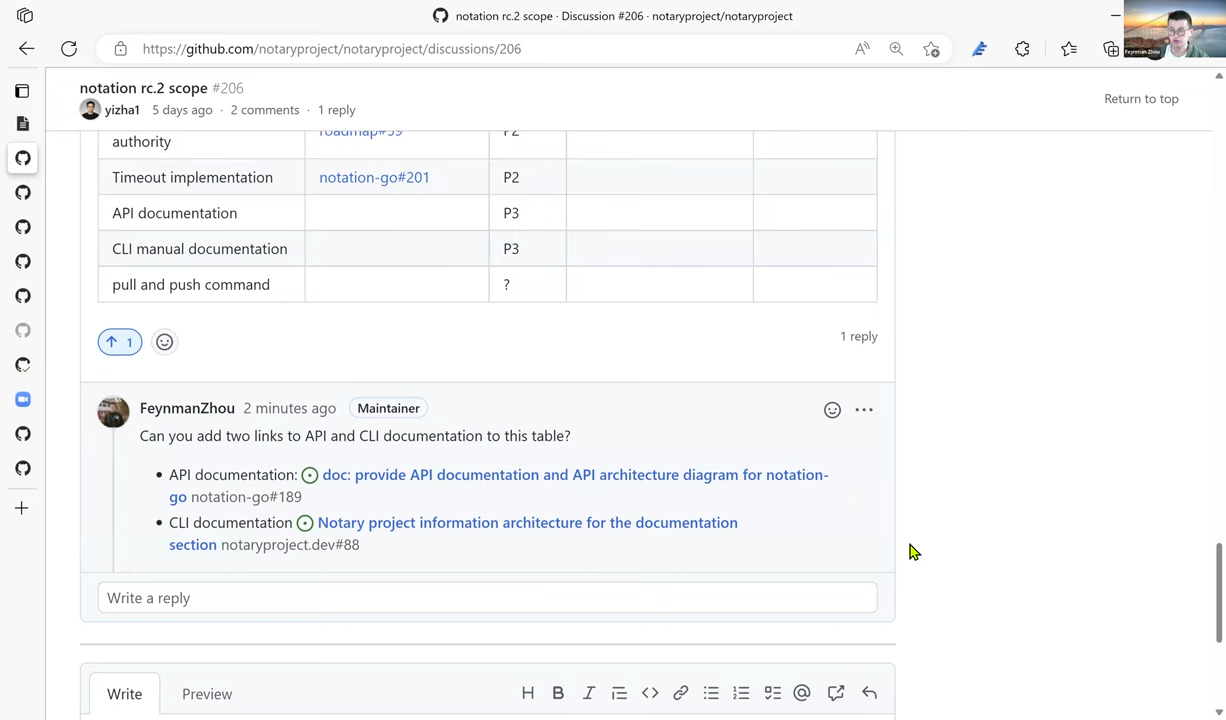 notation rc.2 scope · Discussion #206 · notaryproject/notaryproject
https://github.com/notaryproject/notaryproject/discussions/206
Feynman Zhou
notation rc.2 scope #206
yizha1 5 days ago · 2 comments · 1 reply
Return to top
authority roadmap#59 P2
Timeout implementation notation-go#201 P2
API documentation P3
CLI manual documentation P3
pull and push command ?
1
1 reply
FeynmanZhou 2 minutes ago Maintainer
Can you add two links to API and CLI documentation to this table?
• API documentation: doc: provide API documentation and API architecture diagram for notation-
go notation-go#189
• CLI documentation Notary project information architecture for the documentation
section notaryproject.dev#88
Write a reply
Write Preview